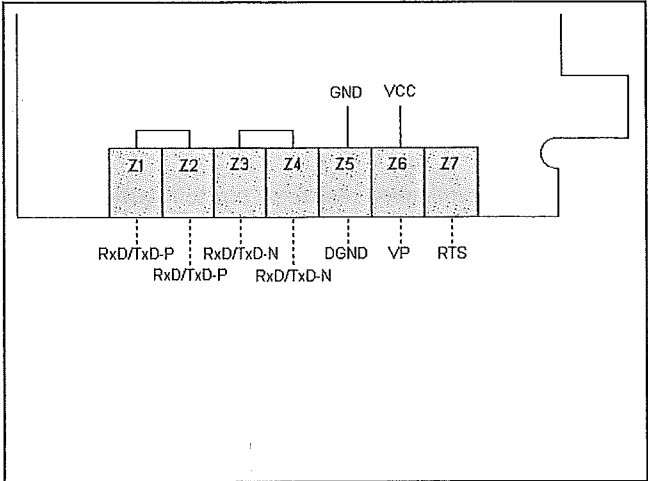 GND VCC
Z1 Z2 Z3 Z4 Z5 Z6 Z7
RxD/TxD-P RxD/TxD-N DGND VP RTS
RxD/TxD-P RxD/TxD-N